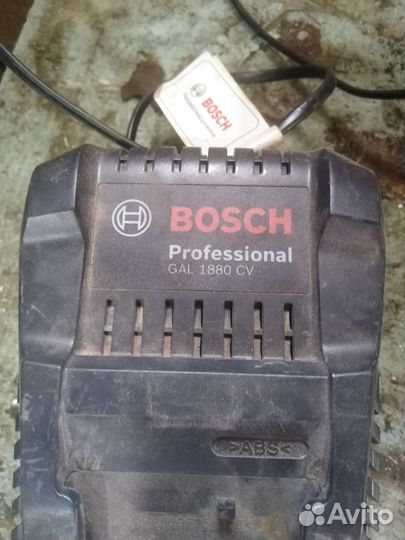 BOSCH
BOSCH
Professional
GAL 1880 CV
>ABS<
Avito